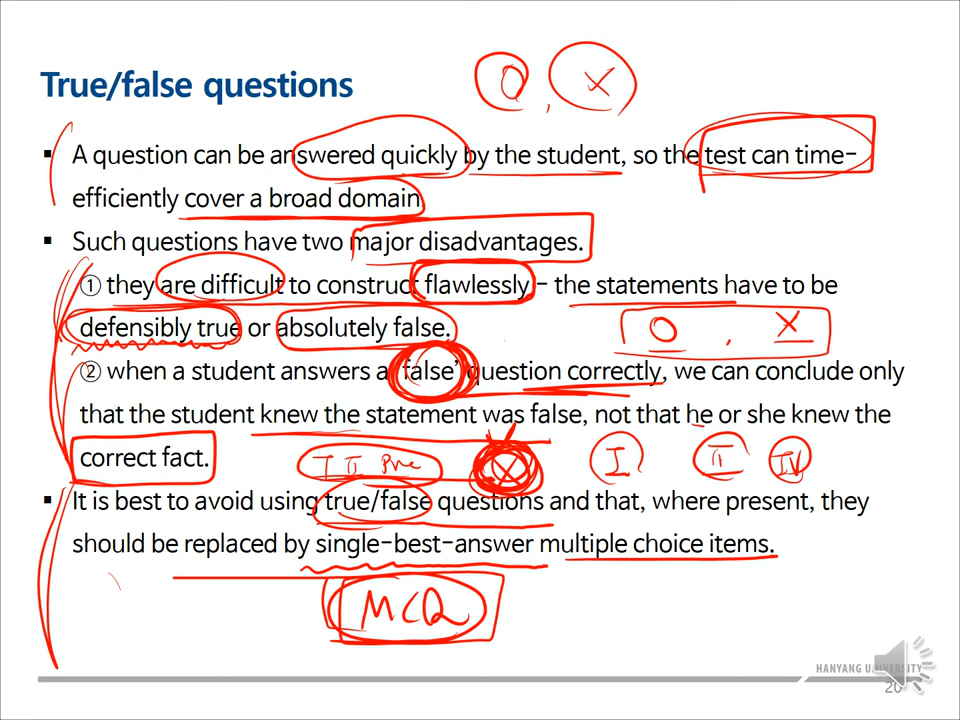 True/false questions
O, X
▪ A question can be answered quickly by the student, so the test can time-
efficiently cover a broad domain.
▪ Such questions have two major disadvantages.
① they are difficult to construct flawlessly – the statements have to be
defensibly true or absolutely false.
O , X
② when a student answers a 'false' question correctly, we can conclude only
that the student knew the statement was false, not that he or she knew the
correct fact.
I II X I II IV
▪ It is best to avoid using true/false questions and that, where present, they
should be replaced by single-best-answer multiple choice items.
MCQ
HANYANG UNIVERSITY
20